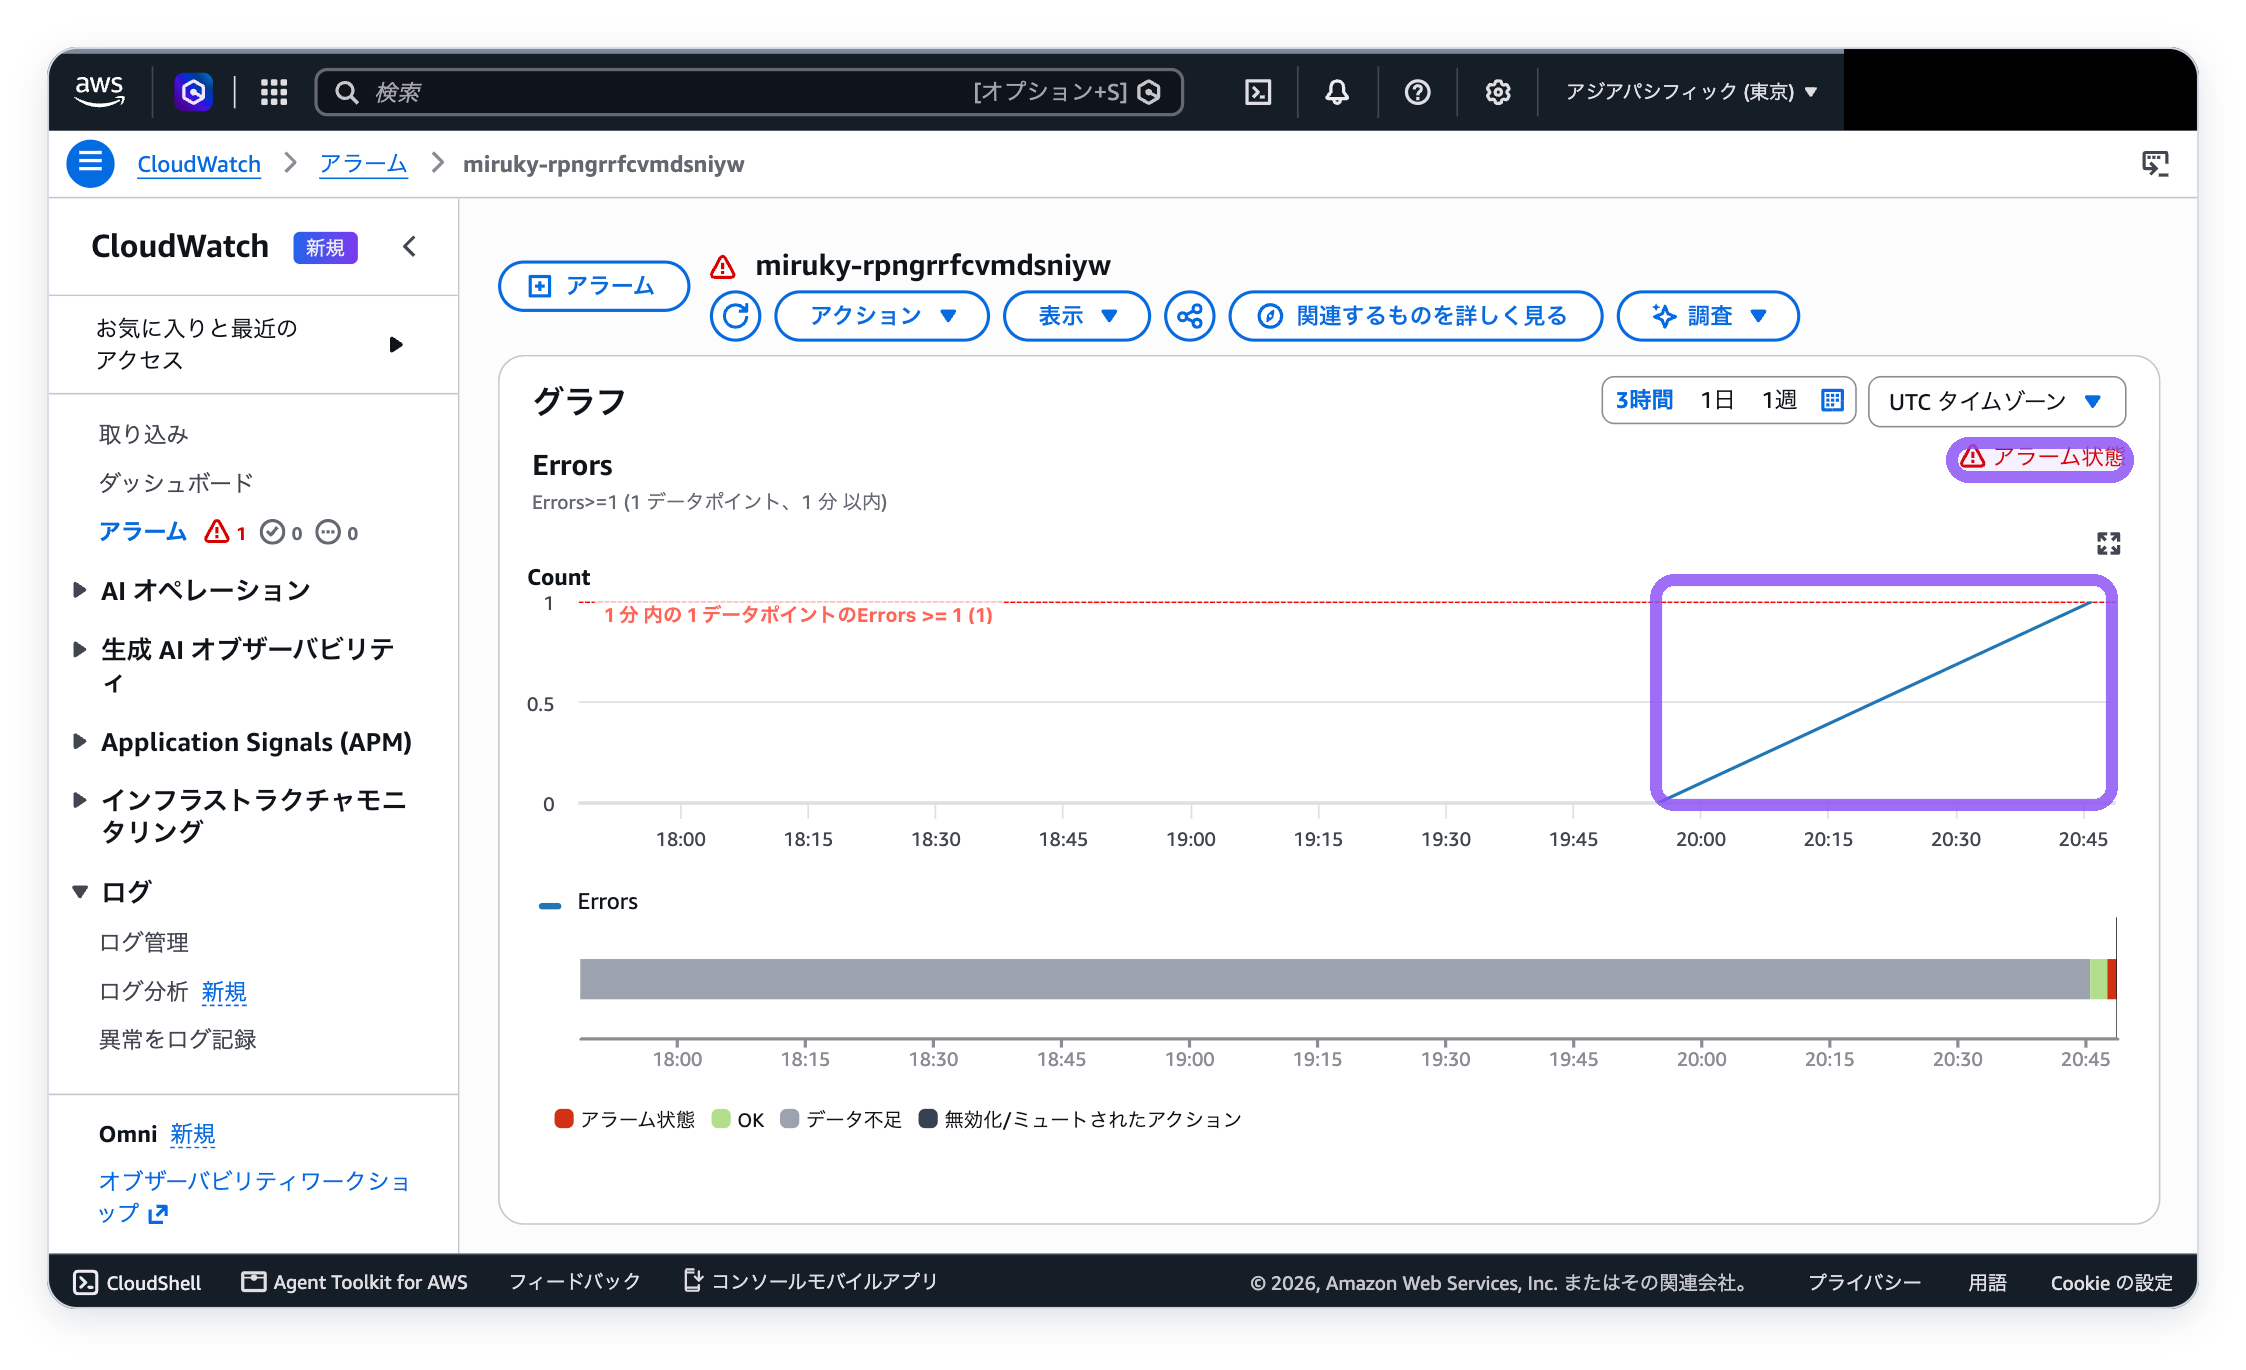 aws
検索
[オプション+S]
アジアパシフィック (東京)
CloudWatch
アラーム
miruky-rpngrrfcvmdsniyw
CloudWatch
新規
お気に入りと最近の
アクセス
取り込み
ダッシュボード
アラーム 1 0 0
AI オペレーション
生成 AI オブザーバビリテ
ィ
Application Signals (APM)
インフラストラクチャモニ
タリング
ログ
ログ管理
ログ分析 新規
異常をログ記録
Omni 新規
オブザーバビリティワークショ
ップ
アラーム
miruky-rpngrrfcvmdsniyw
アクション
表示
関連するものを詳しく見る
調査
グラフ
3時間 1日 1週
UTC タイムゾーン
アラーム状態
Errors
Errors>=1 (1 データポイント、1 分 以内)
Count
1
1 分 内の 1 データポイントのErrors >= 1 (1)
0.5
0
18:00 18:15 18:30 18:45 19:00 19:15 19:30 19:45 20:00 20:15 20:30 20:45
Errors
18:00 18:15 18:30 18:45 19:00 19:15 19:30 19:45 20:00 20:15 20:30 20:45
アラーム状態 OK データ不足 無効化/ミュートされたアクション
CloudShell
Agent Toolkit for AWS
フィードバック
コンソールモバイルアプリ
© 2026, Amazon Web Services, Inc. またはその関連会社。
プライバシー
用語
Cookie の設定